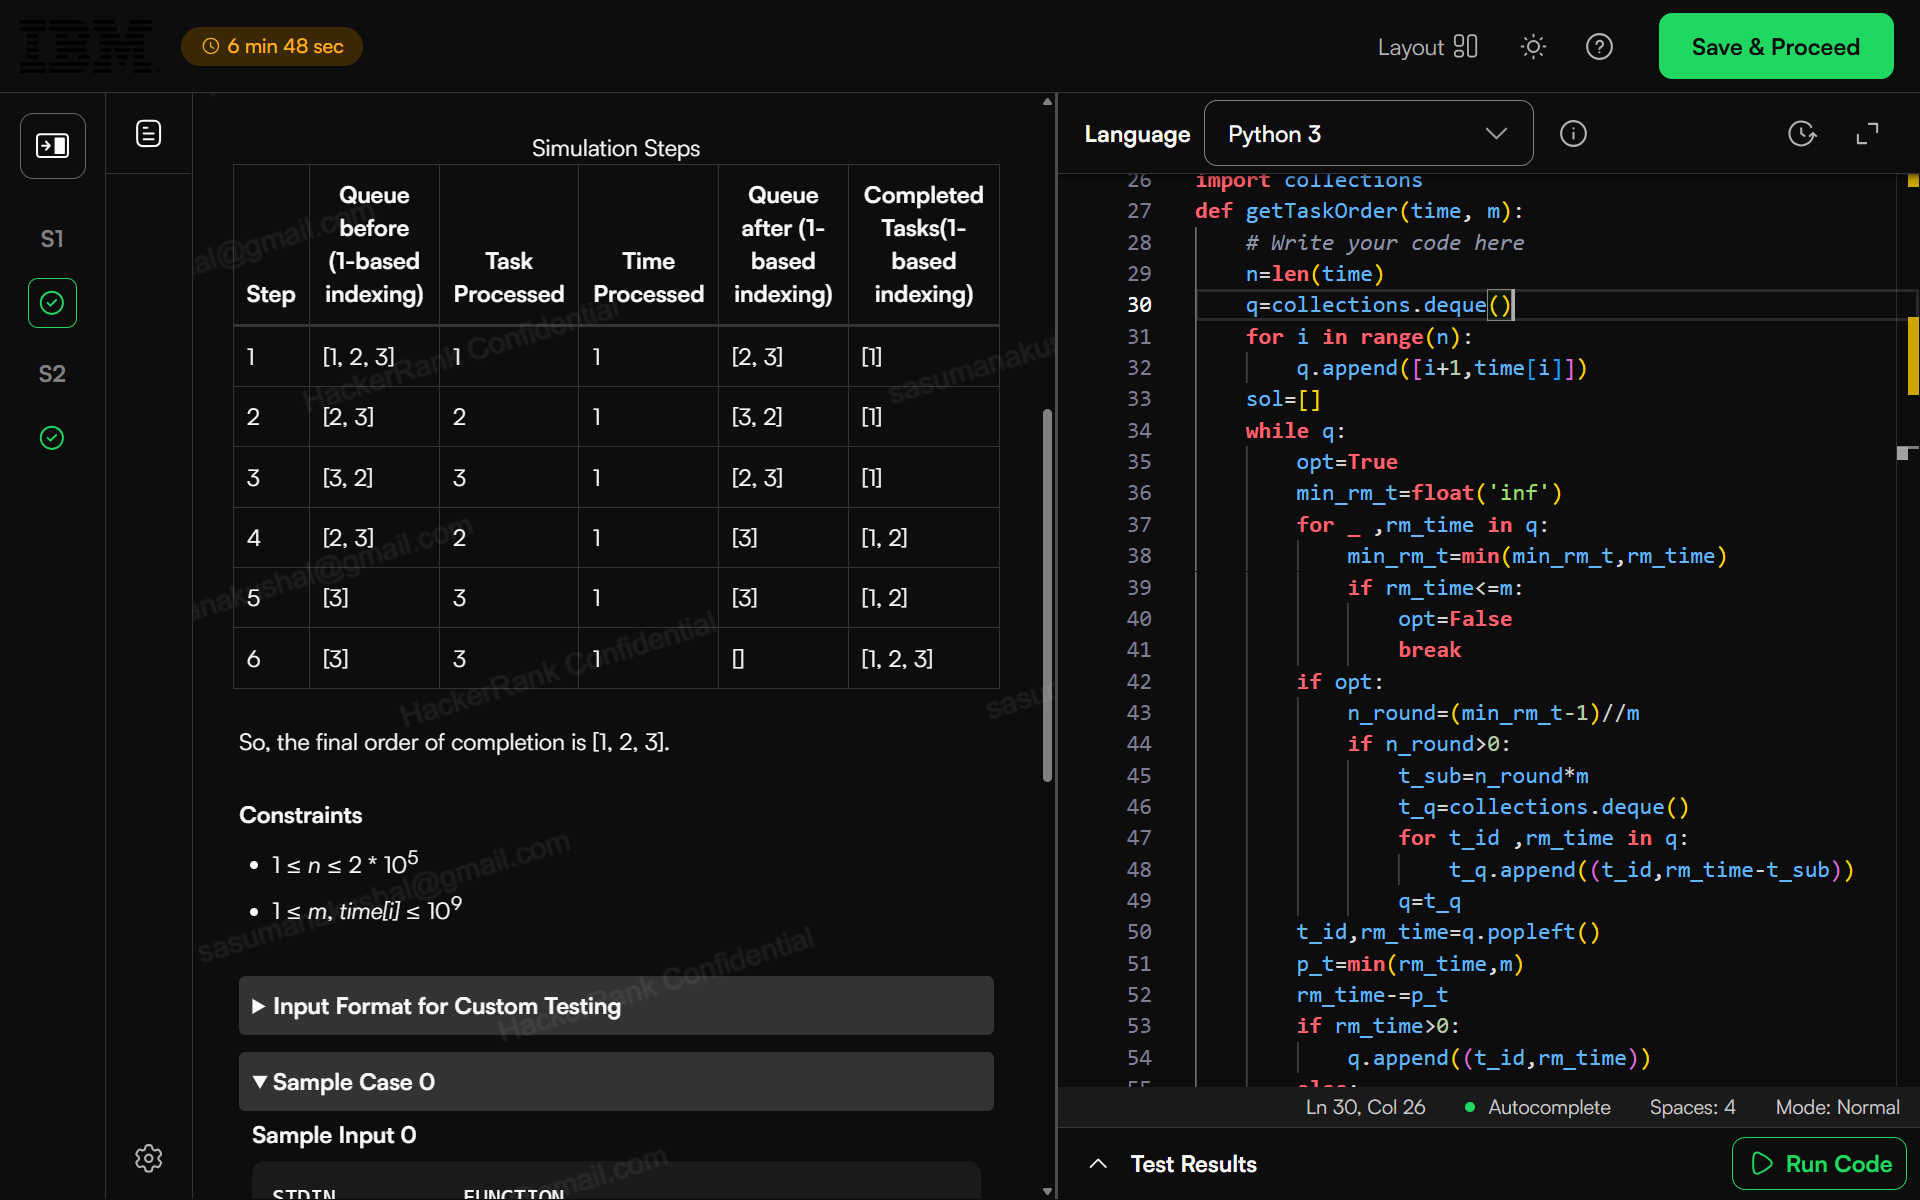 IBM
6 min 48 sec
Layout
Save & Proceed
S1
S2
Simulation Steps
Step | Queue before (1-based indexing) | Task Processed | Time Processed | Queue after (1-based indexing) | Completed Tasks(1-based indexing)
1 [1, 2, 3] 1 1 [2, 3] [1]
2 [2, 3] 2 1 [3, 2] [1]
3 [3, 2] 3 1 [2, 3] [1]
4 [2, 3] 2 1 [3] [1, 2]
5 [3] 3 1 [3] [1, 2]
6 [3] 3 1 [] [1, 2, 3]
So, the final order of completion is [1, 2, 3].
Constraints
• 1 ≤ n ≤ 2 * 10^5
• 1 ≤ m, time[i] ≤ 10^9
▶ Input Format for Custom Testing
▼ Sample Case 0
Sample Input 0
STDIN FUNCTION
HackerRank Confidential
sasumanakushal@gmail.com
Language Python 3
26 import collections
27 def getTaskOrder(time, m):
28     # Write your code here
29     n=len(time)
30     q=collections.deque()
31     for i in range(n):
32         q.append([i+1,time[i]])
33     sol=[]
34     while q:
35         opt=True
36         min_rm_t=float('inf')
37         for _ ,rm_time in q:
38             min_rm_t=min(min_rm_t,rm_time)
39             if rm_time<=m:
40                 opt=False
41                 break
42         if opt:
43             n_round=(min_rm_t-1)//m
44             if n_round>0:
45                 t_sub=n_round*m
46                 t_q=collections.deque()
47                 for t_id ,rm_time in q:
48                     t_q.append((t_id,rm_time-t_sub))
49                 q=t_q
50         t_id,rm_time=q.popleft()
51         p_t=min(rm_time,m)
52         rm_time-=p_t
53         if rm_time>0:
54             q.append((t_id,rm_time))
55         else:
Ln 30, Col 26 Autocomplete Spaces: 4 Mode: Normal
Test Results
Run Code